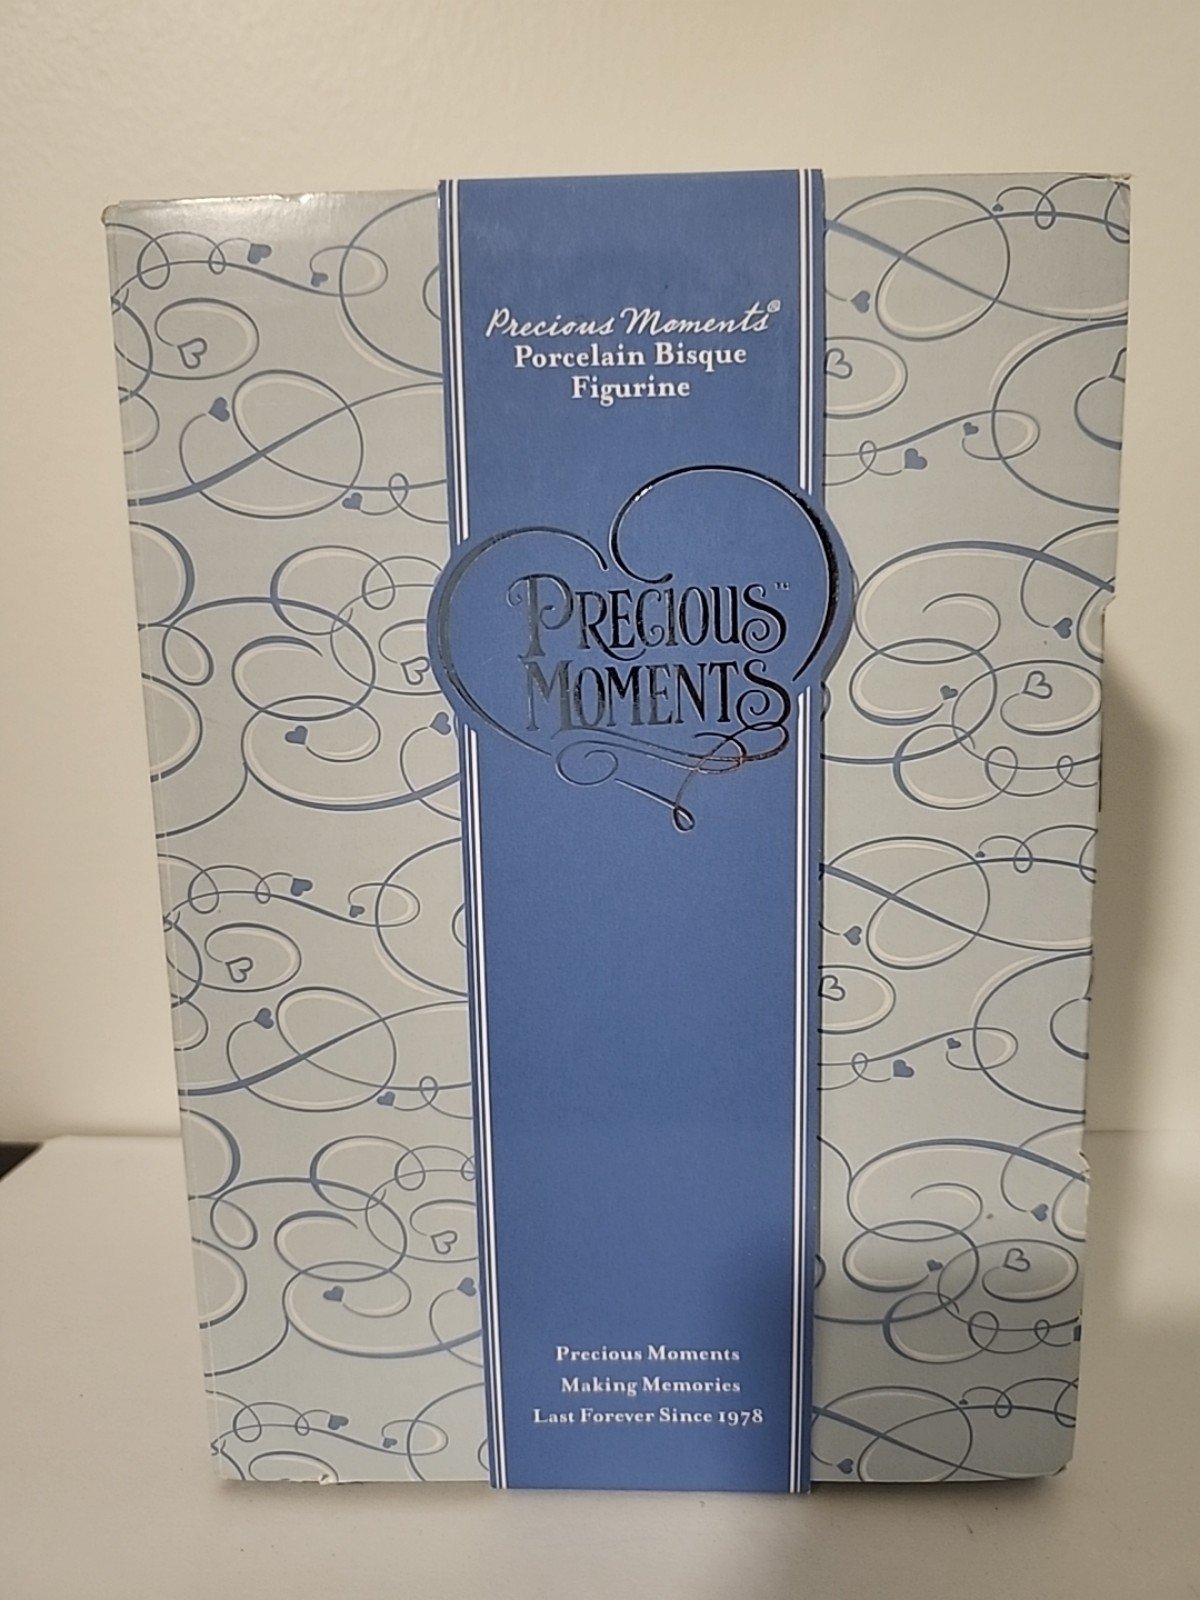 Precious Moments®
Porcelain Bisque
Figurine
PRECIOUS™
MOMENTS
Precious Moments
Making Memories
Last Forever Since 1978